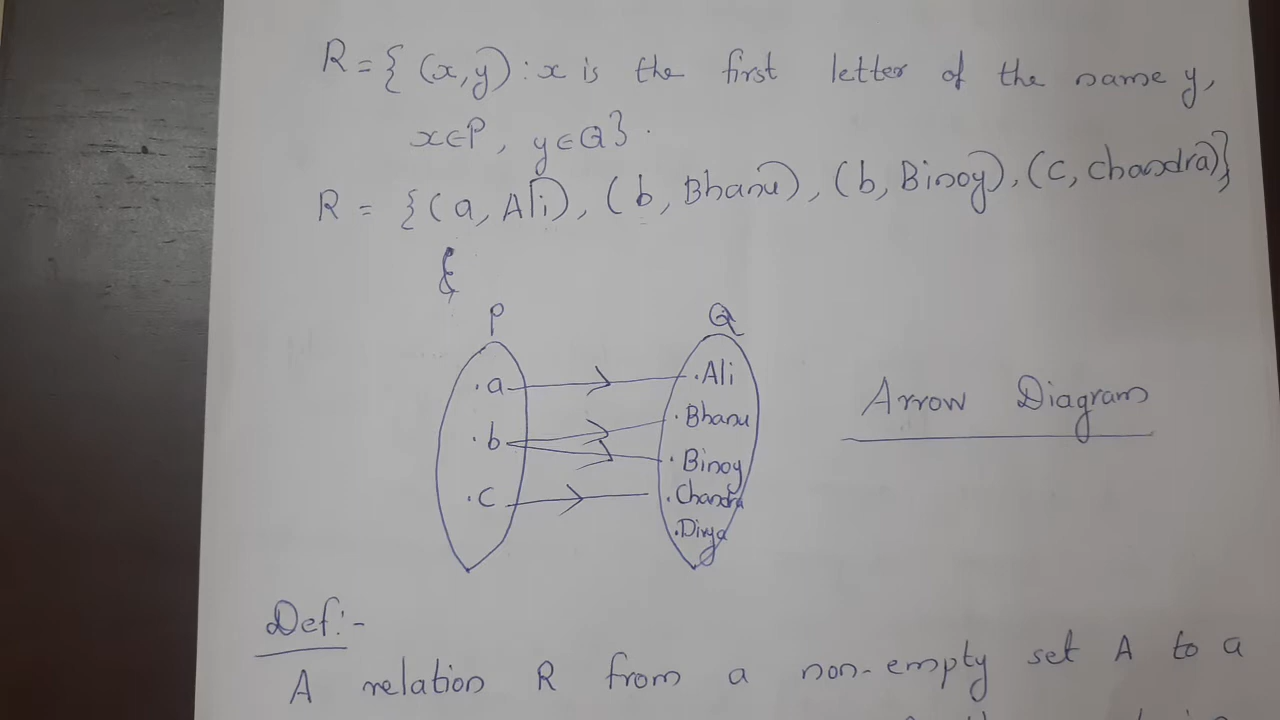 R = { (x, y) : x is the first letter of the name y,
x ∈ P, y ∈ Q}.
R = {(a, Ali), (b, Bhanu), (b, Binoy), (c, Chandra)}
{
P Q
.a .Ali
.Bhanu
.b
.Binoy
.c .Chandra
.Divya
Arrow Diagram
Def:-
A relation R from a non-empty set A to a